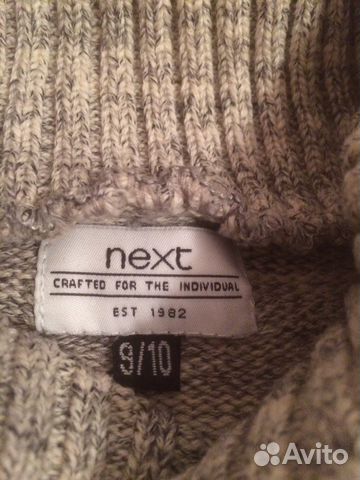 next
CRAFTED FOR THE INDIVIDUAL
EST 1982
9/10
Avito